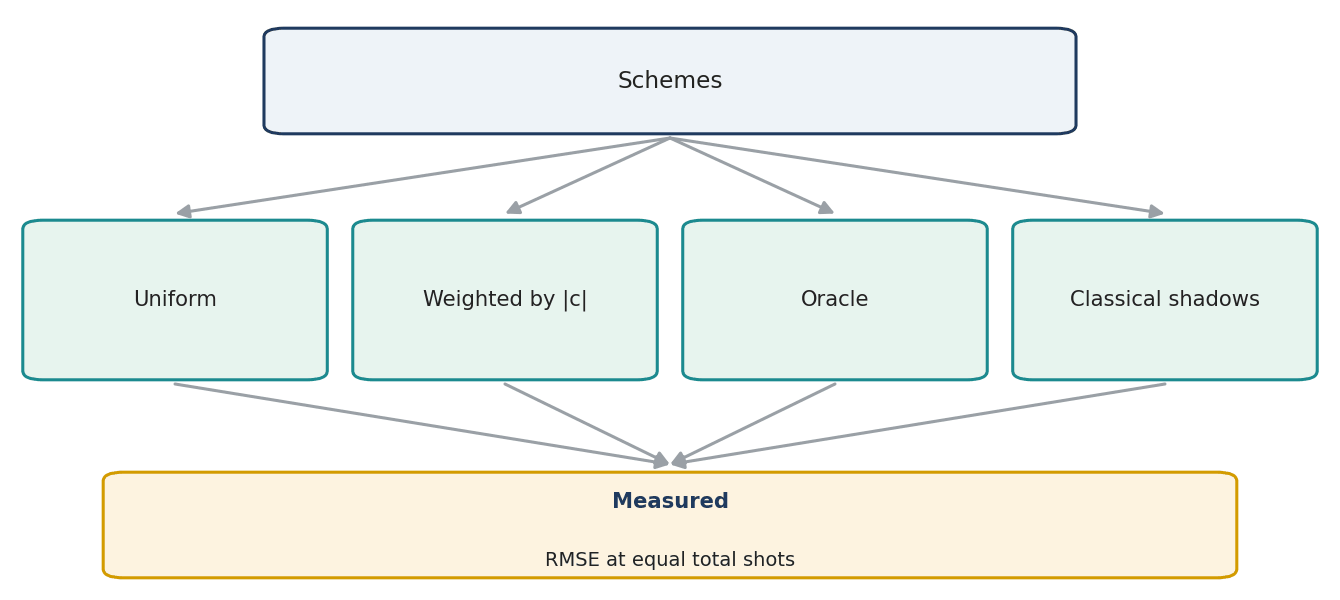 Schemes
Uniform
Weighted by |c|
Oracle
Classical shadows
Measured
RMSE at equal total shots